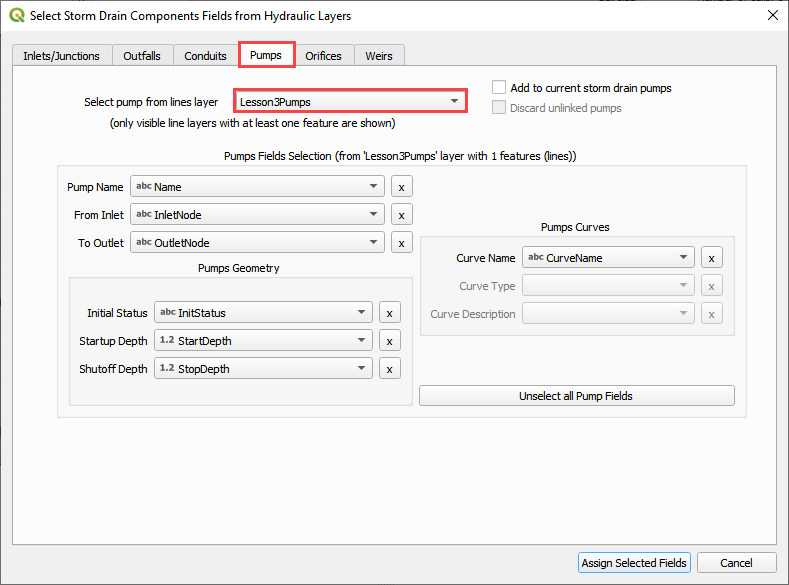 Select Storm Drain Components Fields from Hydraulic Layers
Inlets/Junctions Outfalls Conduits Pumps Orifices Weirs
Select pump from lines layer Lesson3Pumps
(only visible line layers with at least one feature are shown)
Add to current storm drain pumps
Discard unlinked pumps
Pumps Fields Selection (from 'Lesson3Pumps' layer with 1 features (lines))
Pump Name abc Name x
From Inlet abc InletNode x
To Outlet abc OutletNode x
Pumps Geometry
Initial Status abc InitStatus x
Startup Depth 1.2 StartDepth x
Shutoff Depth 1.2 StopDepth x
Pumps Curves
Curve Name abc CurveName x
Curve Type x
Curve Description x
Unselect all Pump Fields
Assign Selected Fields Cancel